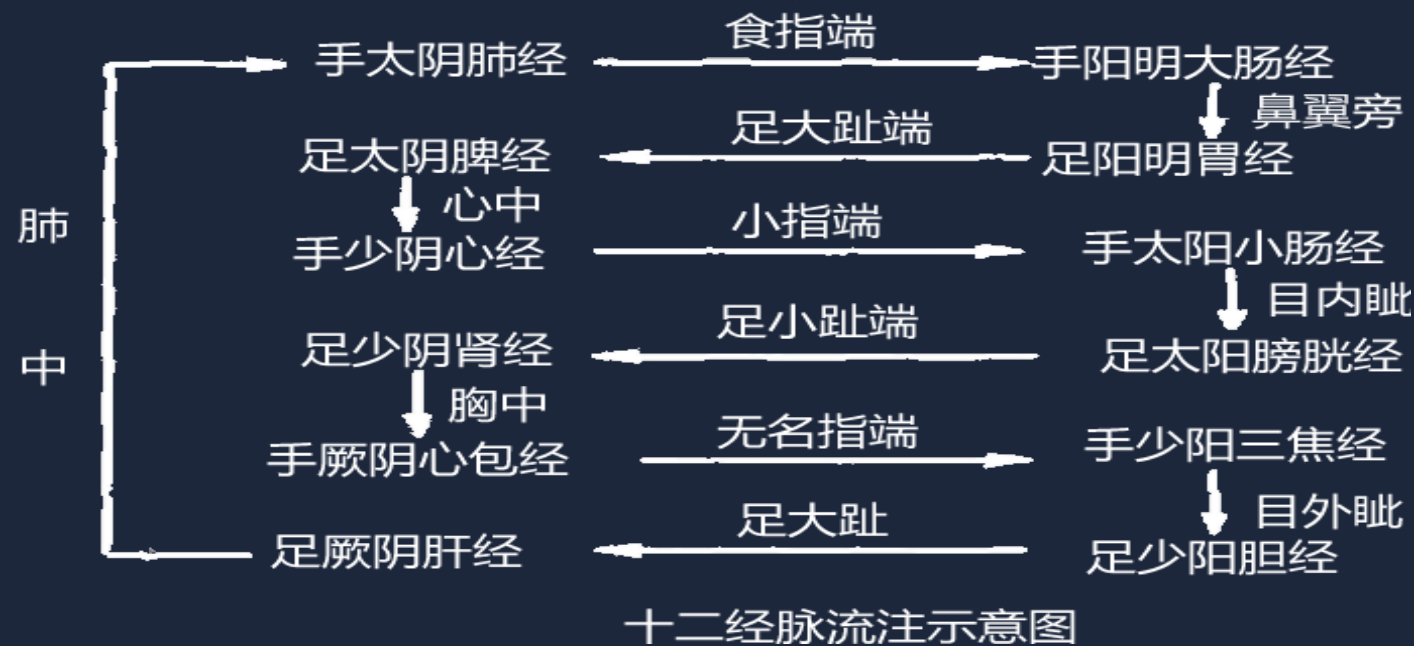 食指端
手太阴肺经
手阳明大肠经
鼻翼旁
足大趾端
足太阴脾经
足阳明胃经
心中
小指端
手少阴心经
手太阳小肠经
目内眦
足小趾端
足少阴肾经
足太阳膀胱经
胸中
无名指端
手厥阴心包经
手少阳三焦经
目外眦
足大趾
足厥阴肝经
足少阳胆经
肺
中
十二经脉流注示意图